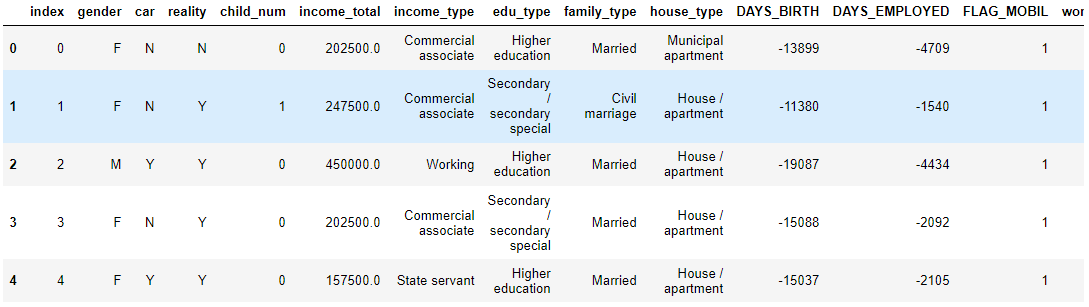 index gender car reality child_num income_total income_type edu_type family_type house_type DAYS_BIRTH DAYS_EMPLOYED FLAG_MOBIL wor
0 0 F N N 0 202500.0 Commercial associate Higher education Married Municipal apartment -13899 -4709 1
1 1 F N Y 1 247500.0 Commercial associate Secondary / secondary special Civil marriage House / apartment -11380 -1540 1
2 2 M Y Y 0 450000.0 Working Higher education Married House / apartment -19087 -4434 1
3 3 F N Y 0 202500.0 Commercial associate Secondary / secondary special Married House / apartment -15088 -2092 1
4 4 F Y Y 0 157500.0 State servant Higher education Married House / apartment -15037 -2105 1